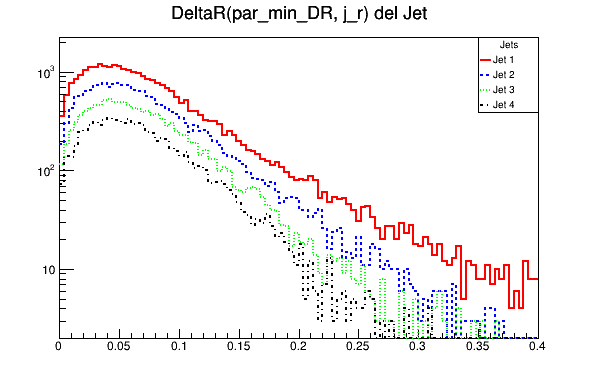 DeltaR(par_min_DR, j_r) del Jet
Jets
Jet 1
Jet 2
Jet 3
Jet 4
10³
10²
10
0 0.05 0.1 0.15 0.2 0.25 0.3 0.35 0.4